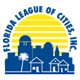 FLORIDA LEAGUE OF CITIES, INC.